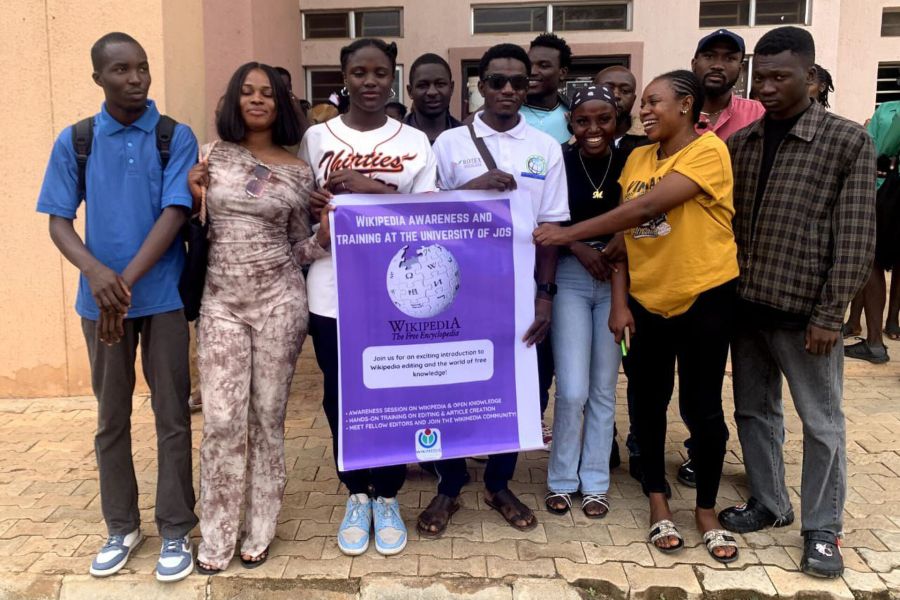 Thirties
ROTEX
WIKIPEDIA AWARENESS AND
TRAINING AT THE UNIVERSITY OF JOS
WIKIPEDIA
The Free Encyclopedia
Join us for an exciting introduction to
Wikipedia editing and the world of free
knowledge!
• AWARENESS SESSION ON WIKIPEDIA & OPEN KNOWLEDGE
• HANDS-ON TRAINING ON EDITING & ARTICLE CREATION
• MEET FELLOW EDITORS AND JOIN THE WIKIMEDIA COMMUNITY!
WIKIMEDIA
M